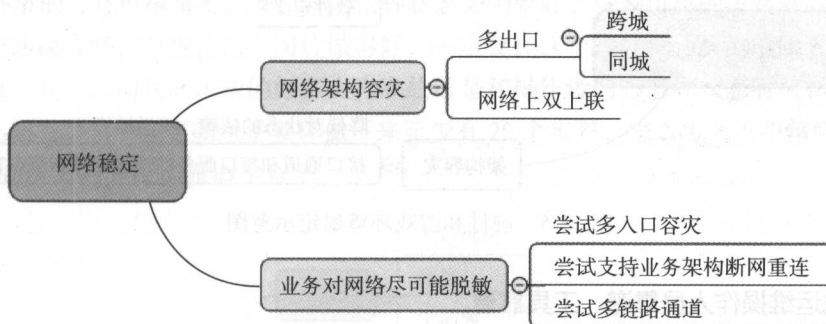 网络稳定
网络架构容灾
多出口
跨城
同城
网络上双上联
业务对网络尽可能脱敏
尝试多人口容灾
尝试支持业务架构断网重连
尝试多链路通道